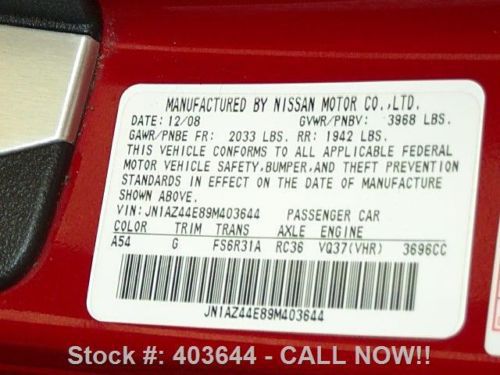 MANUFACTURED BY NISSAN MOTOR CO.,LTD.
DATE: 12/08 GVWR/PNBV: 3968 LBS.
GAWR/PNBE FR: 2033 LBS. RR: 1942 LBS.
THIS VEHICLE CONFORMS TO ALL APPLICABLE FEDERAL
MOTOR VEHICLE SAFETY,BUMPER,AND THEFT PREVENTION
STANDARDS IN EFFECT ON THE DATE OF MANUFACTURE
SHOWN ABOVE.
VIN: JN1AZ44E89M403644 PASSENGER CAR
COLOR TRIM TRANS AXLE ENGINE
A54 G FS6R31A RC36 VQ37(VHR) 3696CC
JN1AZ44E89M403644
Stock #: 403644 - CALL NOW!!